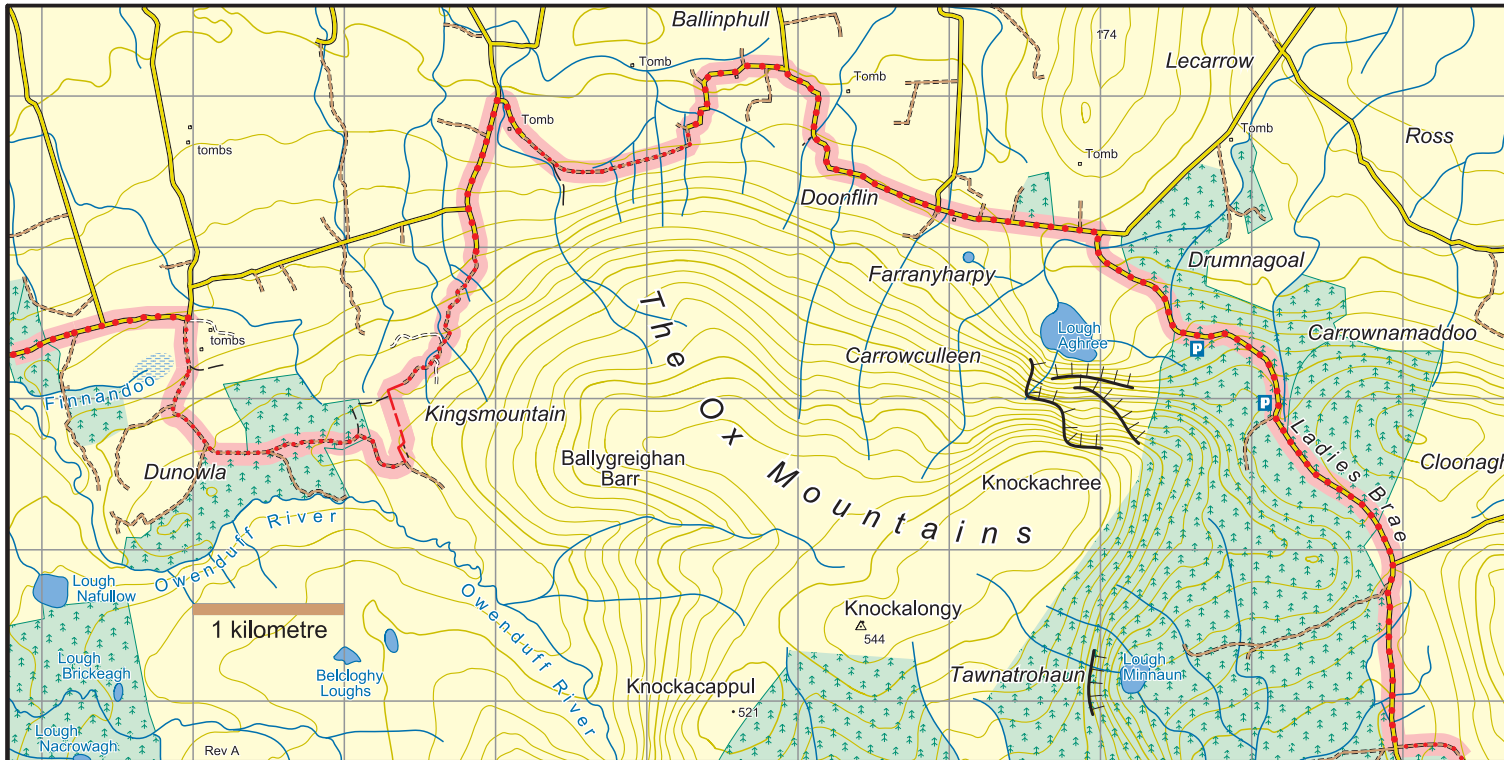 Ballinphull
174
Lecarrow
Tomb
Tomb
Tomb
Tomb
Ross
tombs
Tomb
Doonflin
Drumnagoal
Farranyharpy
The Ox Mountains
Lough
Aghree
Carrownamaddoo
tombs
Carrowculleen
P
Finnandoo
Kingsmountain
P
Ladies Brae
Dunowla
Ballygreighan
Barr
Knockachree
Cloonagh
Owenduff River
Lough
Nafullow
Owenduff River
1 kilometre
Knockalongy
544
Lough
Brickeagh
Belcloghy
Loughs
Knockacappul
521
Tawnatrohaun
Lough
Minnaun
Lough
Nacrowagh
Rev A